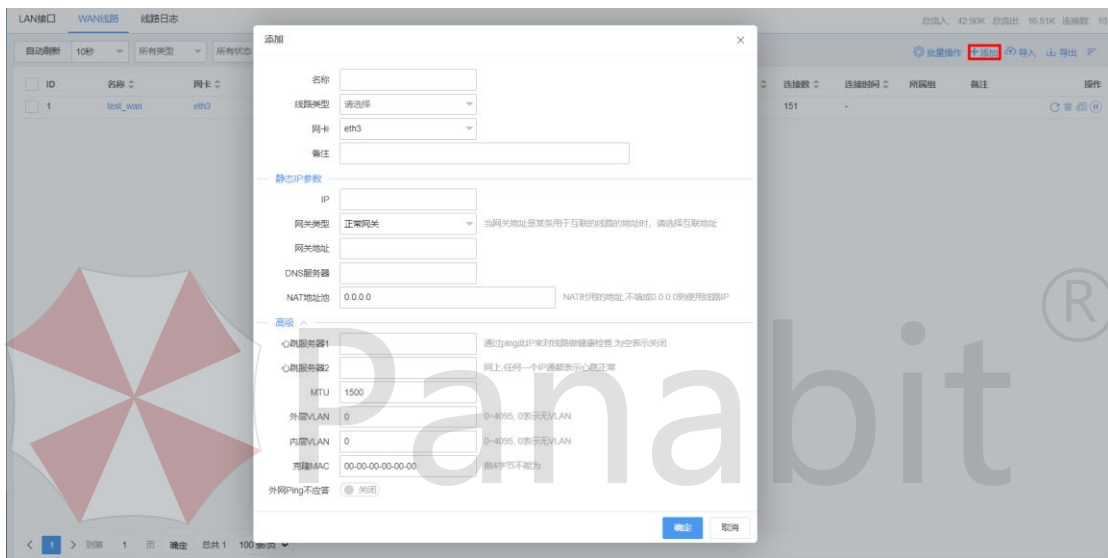 LAN接口 WAN线路 线路日志 总流入: 42.90K 总流出: 16.51K 连接数: 15
自动刷新 10秒 所有类型 所有状态 批量操作 添加 导入 导出
添加
ID 名称 网卡 连接数 连接时间 所属组 备注 操作
1 test_wan eth3 151 -
名称
线路类型 请选择
网卡 eth3
备注
静态IP参数
IP
网关类型 正常网关 当网关地址是某条用于互联的线路的地址时，请选择互联地址
网关地址
DNS服务器
NAT地址池 0.0.0.0 NAT时用的地址,不填或0.0.0.0则使用线路IP
高级
心跳服务器1 通过ping此IP来对线路做健康检查,为空表示关闭
心跳服务器2 同上,任何一个IP通都表示心跳正常
MTU 1500
外层VLAN 0 0~4095, 0表示无VLAN
内层VLAN 0 0~4095, 0表示无VLAN
克隆MAC 00-00-00-00-00-00 前4字节不能为
外网Ping不应答 关闭
确定 取消
1 到第 1 页 确定 总共 1 100 条/页
Panabit®